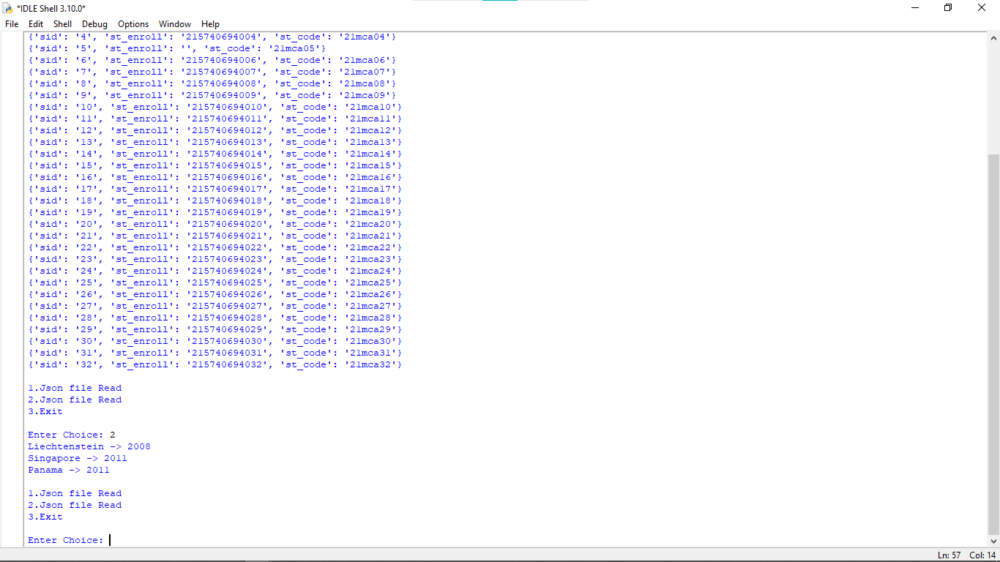 *IDLE Shell 3.10.0*
File Edit Shell Debug Options Window Help
{'sid': '4', 'st_enroll': '215740694004', 'st_code': '21mca04'}
{'sid': '5', 'st_enroll': '', 'st_code': '21mca05'}
{'sid': '6', 'st_enroll': '215740694006', 'st_code': '21mca06'}
{'sid': '7', 'st_enroll': '215740694007', 'st_code': '21mca07'}
{'sid': '8', 'st_enroll': '215740694008', 'st_code': '21mca08'}
{'sid': '9', 'st_enroll': '215740694009', 'st_code': '21mca09'}
{'sid': '10', 'st_enroll': '215740694010', 'st_code': '21mca10'}
{'sid': '11', 'st_enroll': '215740694011', 'st_code': '21mca11'}
{'sid': '12', 'st_enroll': '215740694012', 'st_code': '21mca12'}
{'sid': '13', 'st_enroll': '215740694013', 'st_code': '21mca13'}
{'sid': '14', 'st_enroll': '215740694014', 'st_code': '21mca14'}
{'sid': '15', 'st_enroll': '215740694015', 'st_code': '21mca15'}
{'sid': '16', 'st_enroll': '215740694016', 'st_code': '21mca16'}
{'sid': '17', 'st_enroll': '215740694017', 'st_code': '21mca17'}
{'sid': '18', 'st_enroll': '215740694018', 'st_code': '21mca18'}
{'sid': '19', 'st_enroll': '215740694019', 'st_code': '21mca19'}
{'sid': '20', 'st_enroll': '215740694020', 'st_code': '21mca20'}
{'sid': '21', 'st_enroll': '215740694021', 'st_code': '21mca21'}
{'sid': '22', 'st_enroll': '215740694022', 'st_code': '21mca22'}
{'sid': '23', 'st_enroll': '215740694023', 'st_code': '21mca23'}
{'sid': '24', 'st_enroll': '215740694024', 'st_code': '21mca24'}
{'sid': '25', 'st_enroll': '215740694025', 'st_code': '21mca25'}
{'sid': '26', 'st_enroll': '215740694026', 'st_code': '21mca26'}
{'sid': '27', 'st_enroll': '215740694027', 'st_code': '21mca27'}
{'sid': '28', 'st_enroll': '215740694028', 'st_code': '21mca28'}
{'sid': '29', 'st_enroll': '215740694029', 'st_code': '21mca29'}
{'sid': '30', 'st_enroll': '215740694030', 'st_code': '21mca30'}
{'sid': '31', 'st_enroll': '215740694031', 'st_code': '21mca31'}
{'sid': '32', 'st_enroll': '215740694032', 'st_code': '21mca32'}
1.Json file Read
2.Json file Read
3.Exit
Enter Choice: 2
Liechtenstein -> 2008
Singapore -> 2011
Panama -> 2011
1.Json file Read
2.Json file Read
3.Exit
Enter Choice:
Ln: 57 Col: 14